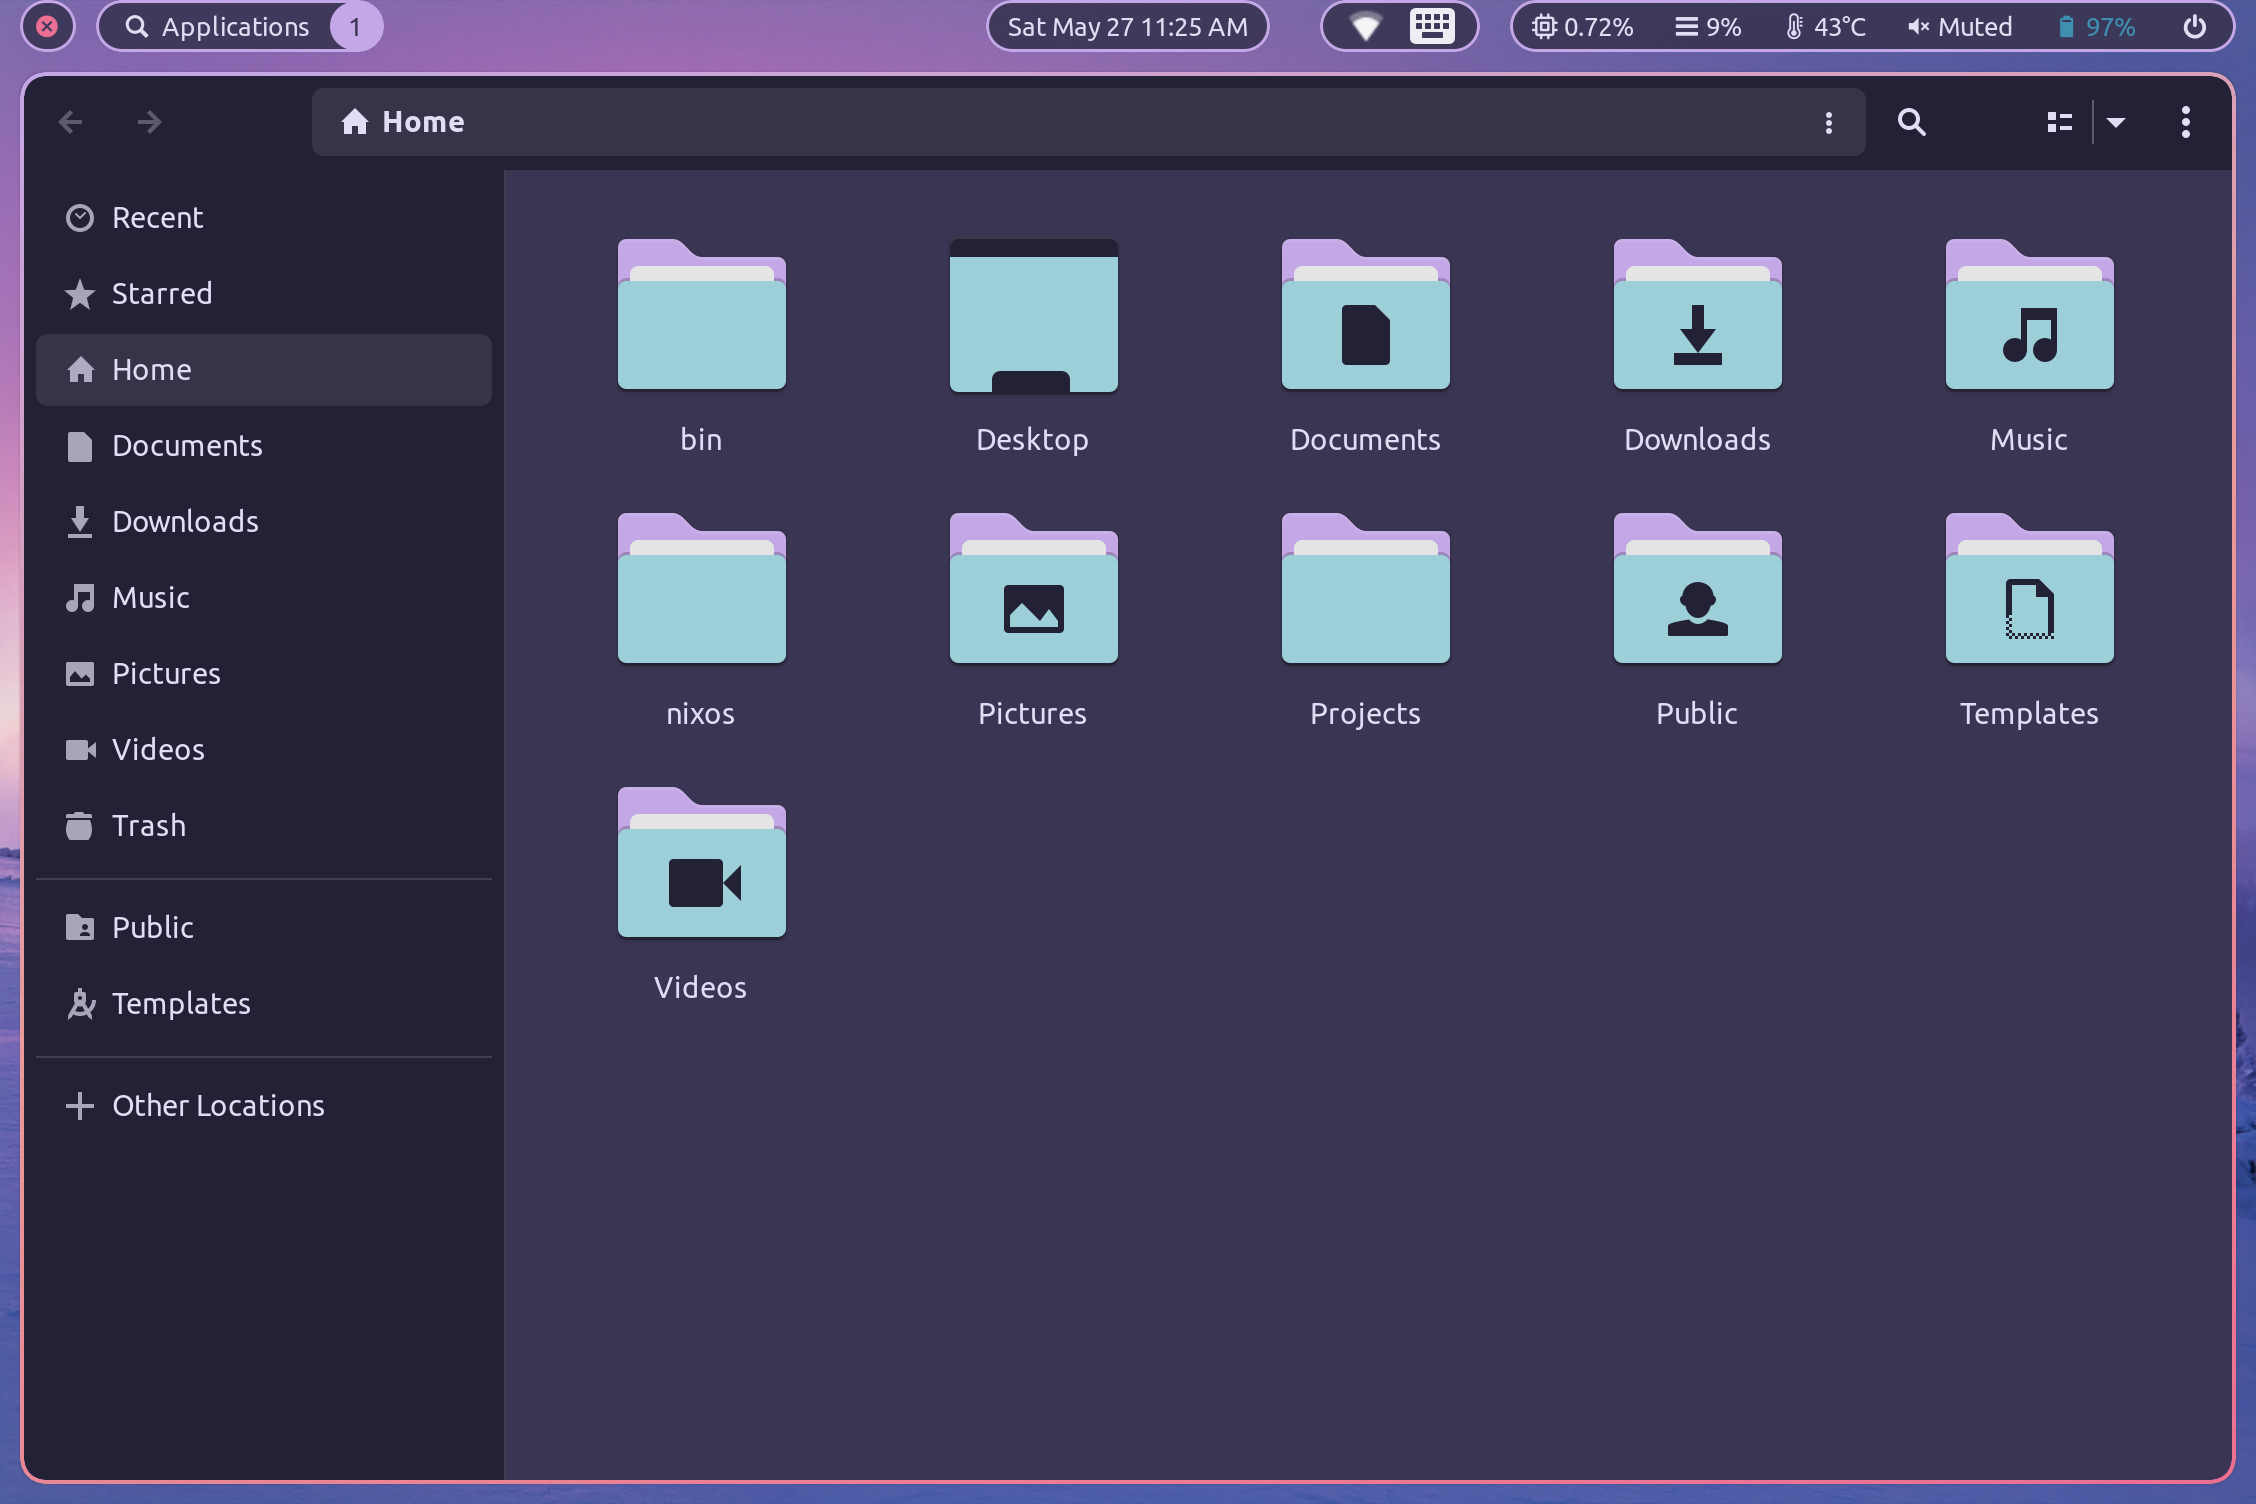 Applications 1 Sat May 27 11:25 AM 0.72% 9% 43°C Muted 97%
Home
Recent
Starred
Home
Documents
Downloads
Music
Pictures
Videos
Trash
Public
Templates
Other Locations
bin Desktop Documents Downloads Music
nixos Pictures Projects Public Templates
Videos